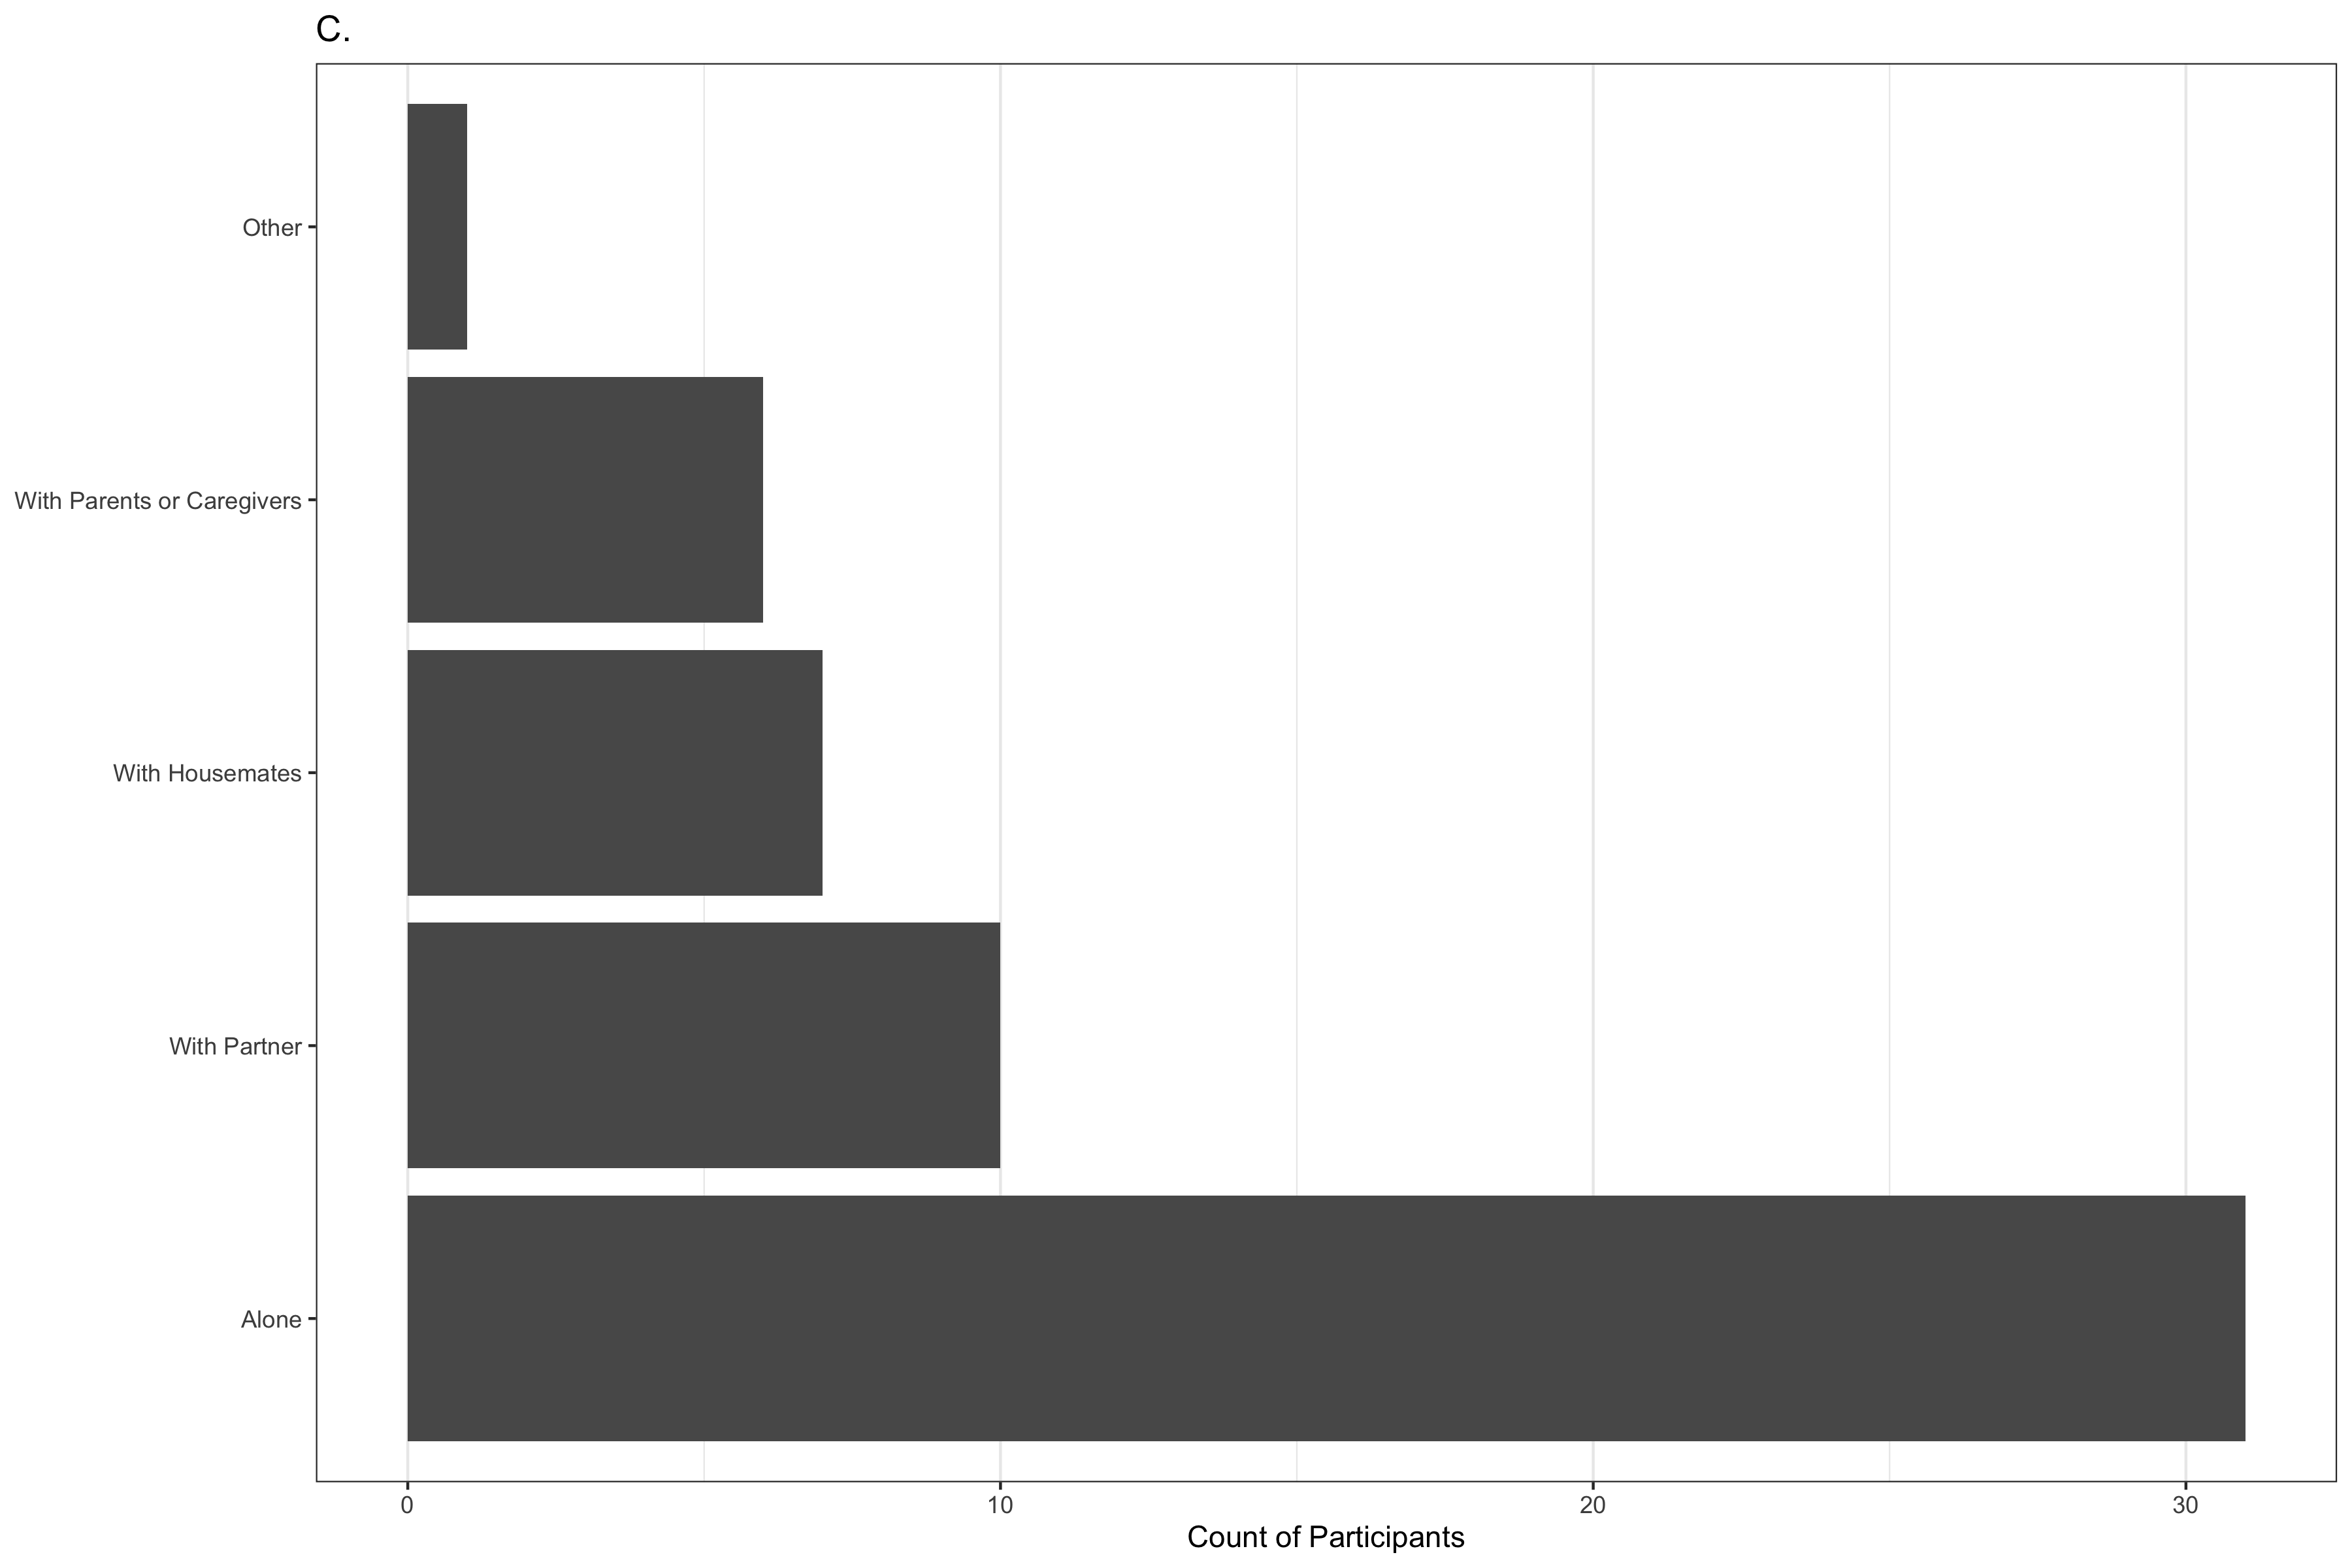 C.
Other
With Parents or Caregivers
With Housemates
With Partner
Alone
0 10 20 30
Count of Participants